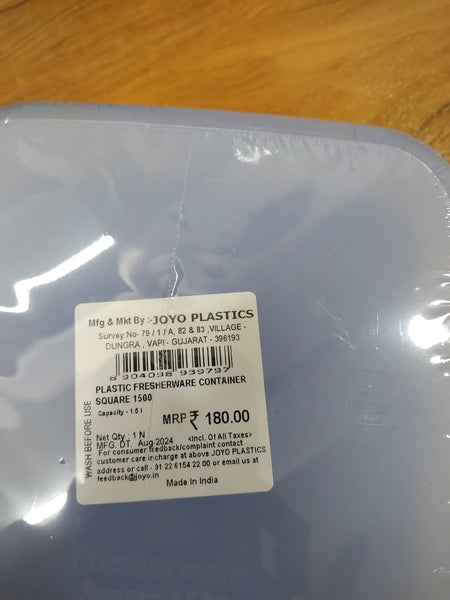 Mfg & Mkt By :-JOYO PLASTICS
Survey No- 79 / 1 / A, 82 & 83 ,VILLAGE -
DUNGRA , VAPI - GUJARAT - 396193
8 904098 939797
PLASTIC FRESHERWARE CONTAINER
SQUARE 1500
Capacity - 1.5 l
MRP ₹ 180.00
Net Qty : 1 N
<Incl. Of All Taxes>
MFG. DT. Aug 2024
For consumer feedback/complaint contact
customer care in charge at above JOYO PLASTICS
address or call - 91 22 6154 22 00 or email us at
feedback@joyo.in
Made In India
WASH BEFORE USE
Fresherware